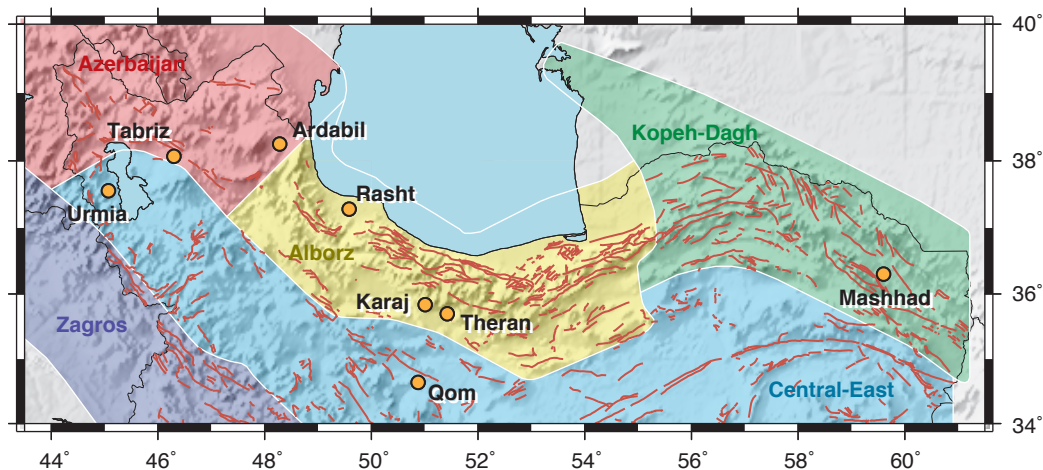 40°
Azerbaijan
Tabriz
Ardabil
Kopeh-Dagh
38°
Rasht
Urmia
Alborz
Mashhad
36°
Karaj
Theran
Zagros
Central-East
Qom
34°
44°
46°
48°
50°
52°
54°
56°
58°
60°